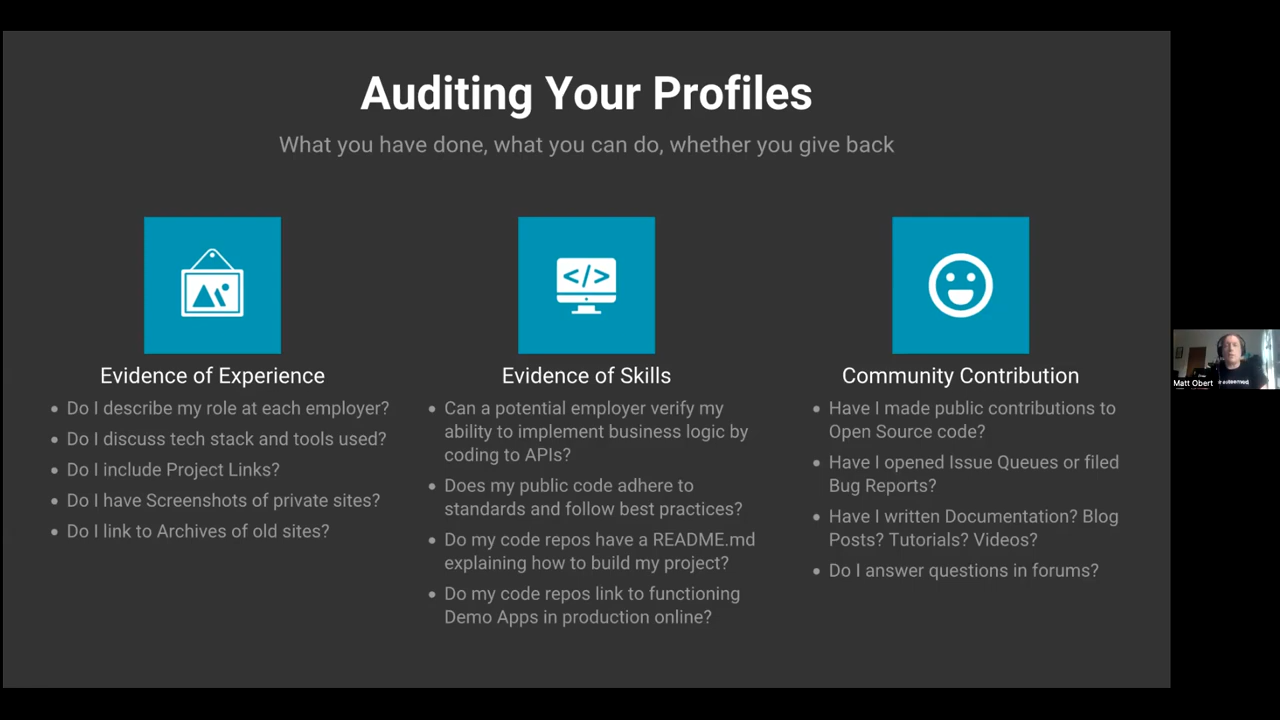 Auditing Your Profiles
What you have done, what you can do, whether you give back
</>
Evidence of Experience
• Do I describe my role at each employer?
• Do I discuss tech stack and tools used?
• Do I include Project Links?
• Do I have Screenshots of private sites?
• Do I link to Archives of old sites?
Evidence of Skills
• Can a potential employer verify my
ability to implement business logic by
coding to APIs?
• Does my public code adhere to
standards and follow best practices?
• Do my code repos have a README.md
explaining how to build my project?
• Do my code repos link to functioning
Demo Apps in production online?
Community Contribution
• Have I made public contributions to
Open Source code?
• Have I opened Issue Queues or filed
Bug Reports?
• Have I written Documentation? Blog
Posts? Tutorials? Videos?
• Do I answer questions in forums?
Matt Obert